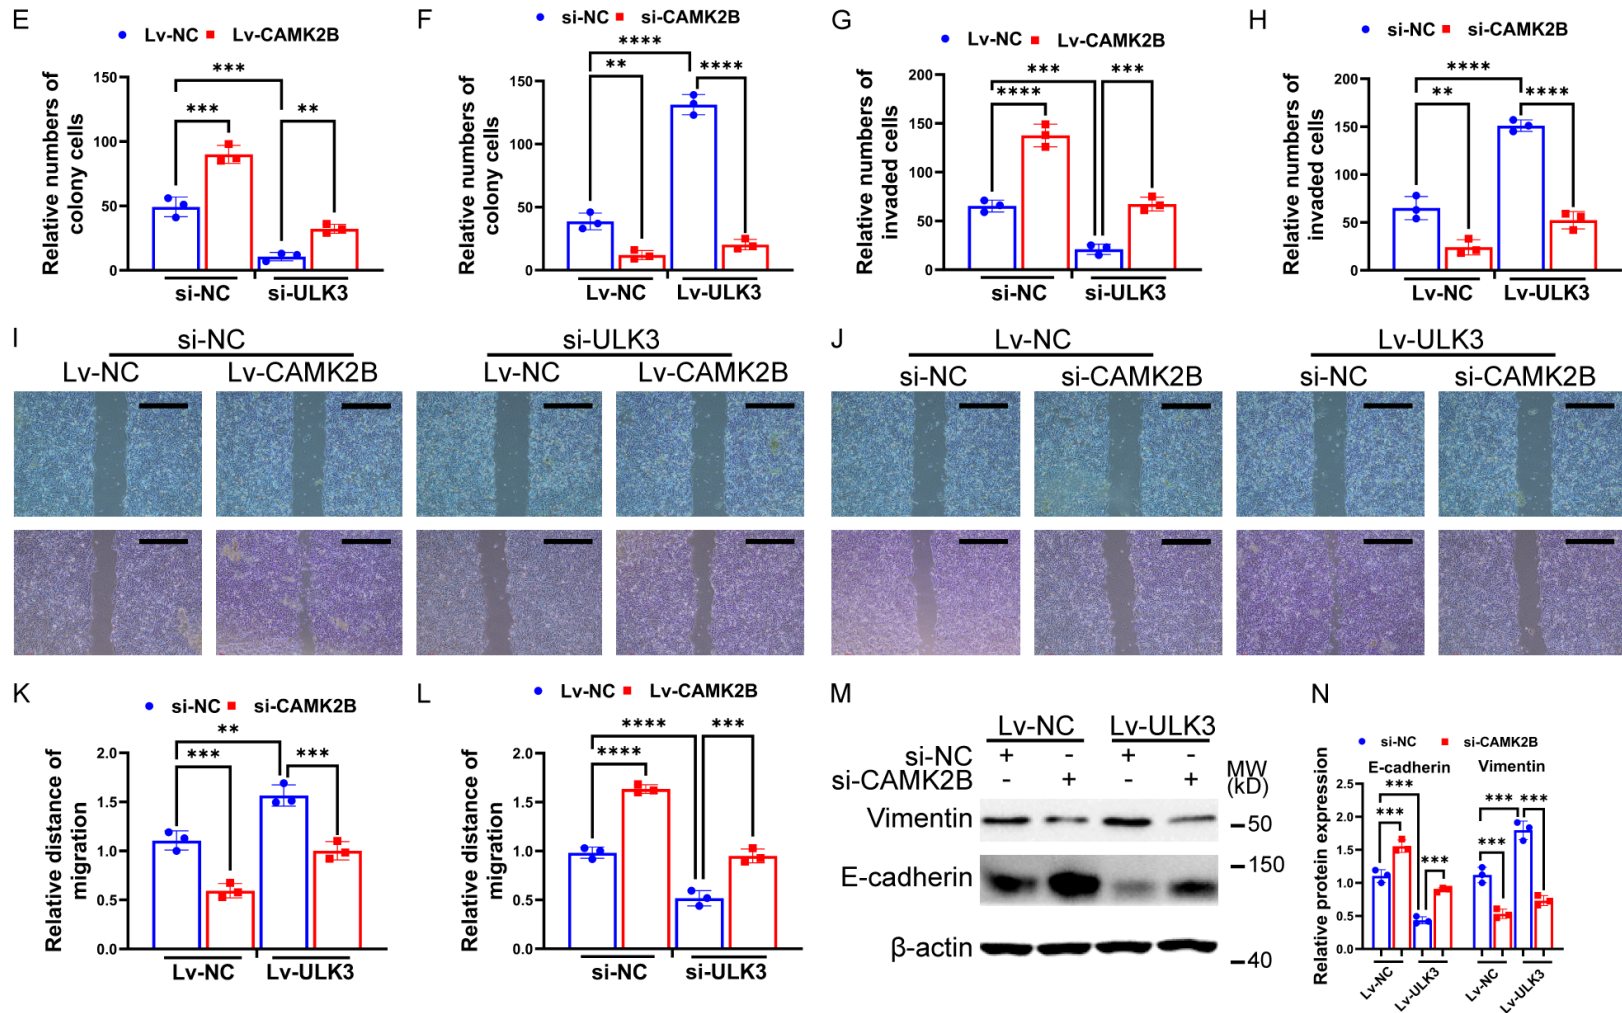 E
Lv-NC Lv-CAMK2B
Relative numbers of
colony cells
150
100
50
0
***
***
**
si-NC si-ULK3
F
si-NC si-CAMK2B
Relative numbers of
colony cells
150
100
50
0
****
**
****
Lv-NC Lv-ULK3
G
Lv-NC Lv-CAMK2B
Relative numbers of
invaded cells
200
150
100
50
0
***
****
***
si-NC si-ULK3
H
si-NC si-CAMK2B
Relative numbers of
invaded cells
200
150
100
50
0
****
**
****
Lv-NC Lv-ULK3
I
si-NC si-ULK3
Lv-NC Lv-CAMK2B Lv-NC Lv-CAMK2B
J
Lv-NC Lv-ULK3
si-NC si-CAMK2B si-NC si-CAMK2B
K
si-NC si-CAMK2B
Relative distance of
migration
2.0
1.5
1.0
0.5
0.0
**
***
***
Lv-NC Lv-ULK3
L
Lv-NC Lv-CAMK2B
Relative distance of
migration
2.0
1.5
1.0
0.5
0.0
****
****
***
si-NC si-ULK3
M
Lv-NC Lv-ULK3
si-NC + - + -
si-CAMK2B - + - +
MW
(kD)
Vimentin
50
150
E-cadherin
β-actin
40
N
si-NC si-CAMK2B
E-cadherin Vimentin
Relative protein expression
2.5
2.0
1.5
1.0
0.5
0.0
***
***
***
***
***
***
Lv-NC Lv-ULK3 Lv-NC Lv-ULK3